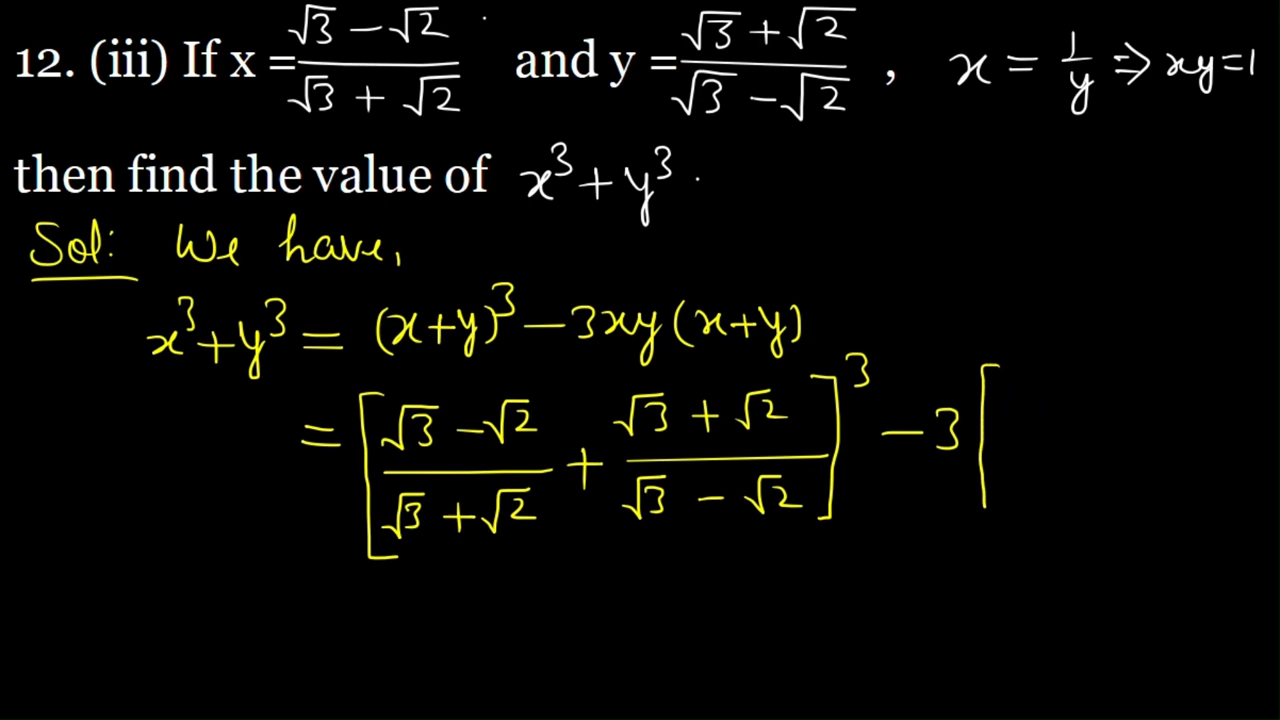 12. (iii) If x = (√3 − √2)/(√3 + √2) and y = (√3 + √2)/(√3 − √2) , x = 1/y ⇒ xy=1
then find the value of x³ + y³ .
Sol: We have,
x³ + y³ = (x+y)³ − 3xy(x+y)
= [(√3 − √2)/(√3 + √2) + (√3 + √2)/(√3 − √2)]³ − 3[